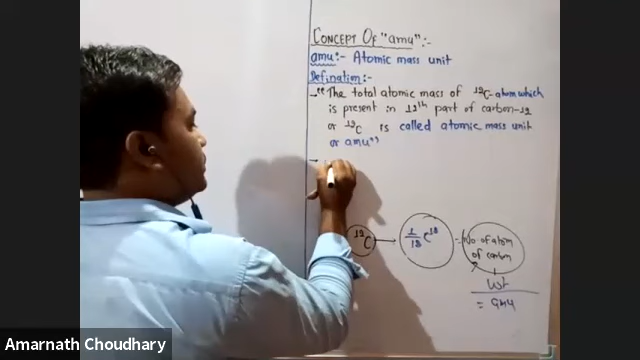 CONCEPT OF "amu":-
amu:- Atomic mass unit
Defination:-
→" The total atomic mass of ¹²C-atom which
is present in 12th part of carbon-12
or ¹²C is called atomic mass unit
or amu"
→
¹²C → 1/12 C¹² = No. of atom
of carbon
wt
= amu
Amarnath Choudhary